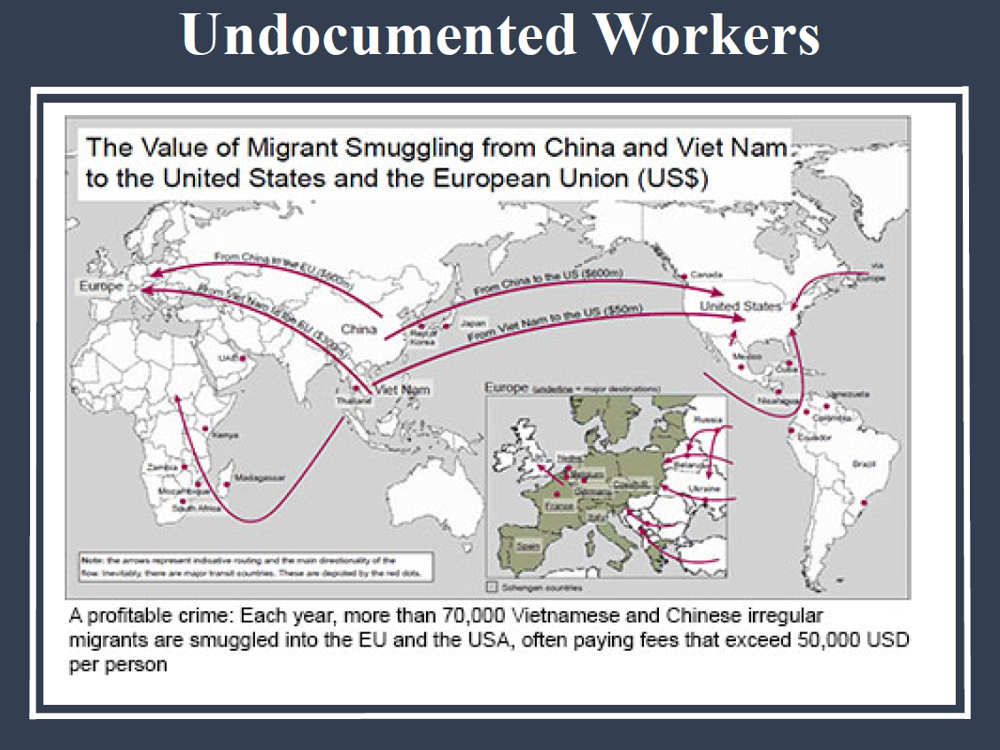 Undocumented Workers
The Value of Migrant Smuggling from China and Viet Nam
to the United States and the European Union (US$)
From China to the EU ($600m)
From China to the US ($600m)
Canada
via
Europe
Europe
From Viet Nam to the EU ($300m)
United States
China
Rep of
Korea
Japan
From Viet Nam to the US ($50m)
UAE
Mexico
Cuba
Viet Nam
Thailand
Europe (underline = major destinations)
Nicaragua
Venezuela
Colombia
Ecuador
Kenya
Russia
Zambia
Brazil
Belarus
Mozambique
Madagascar
Ukraine
South Africa
Belgium
Germany
France
Italy
Spain
Note: the arrows represent indicative routing and the main directionality of the
flow. Inevitably, there are major transit countries. These are depicted by the red dots.
Schengen countries
A profitable crime: Each year, more than 70,000 Vietnamese and Chinese irregular
migrants are smuggled into the EU and the USA, often paying fees that exceed 50,000 USD
per person